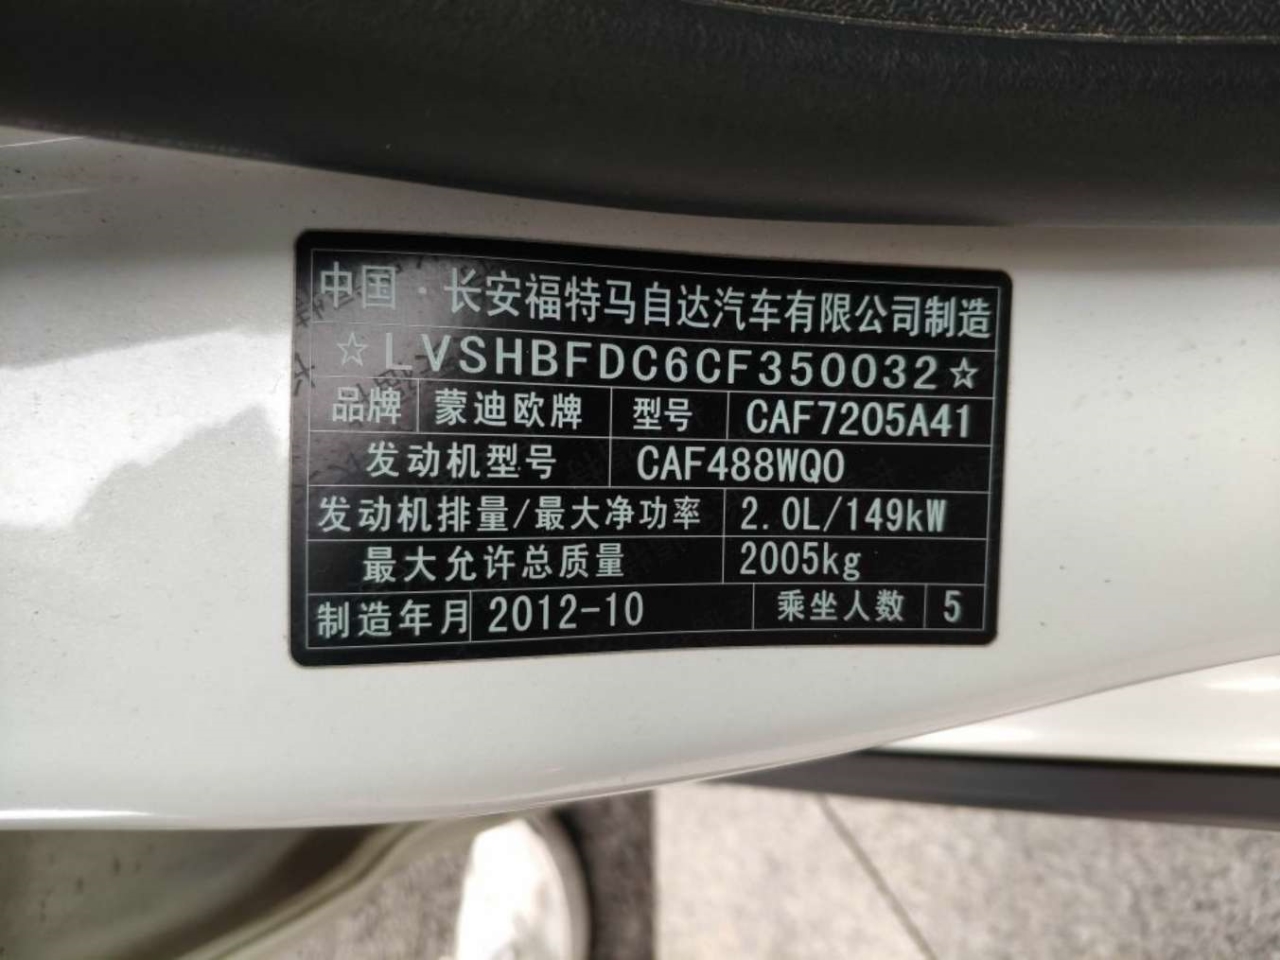 中国·长安福特马自达汽车有限公司制造
☆LVSHBFDC6CF350032☆
品牌 蒙迪欧牌 型号 CAF7205A41
发动机型号 CAF488WQ0
发动机排量/最大净功率 2.0L/149kW
最大允许总质量 2005kg
制造年月 2012-10 乘坐人数 5